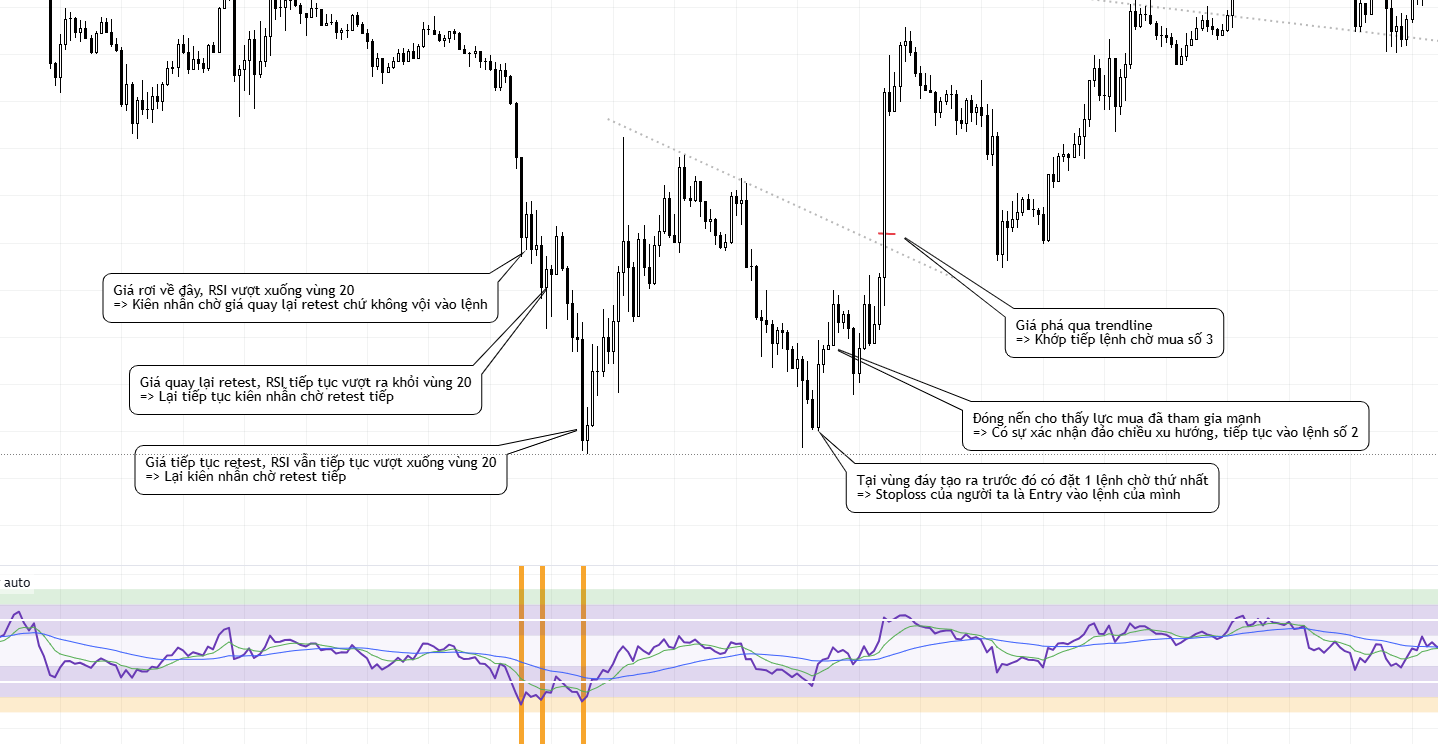 Giá rơi về đây, RSI vượt xuống vùng 20
=> Kiên nhẫn chờ giá quay lại retest chứ không vội vào lệnh
Giá phá qua trendline
=> Khớp tiếp lệnh chờ mua số 3
Giá quay lại retest, RSI tiếp tục vượt ra khỏi vùng 20
=> Lại tiếp tục kiên nhẫn chờ retest tiếp
Đóng nến cho thấy lực mua đã tham gia mạnh
=> Có sự xác nhận đảo chiều xu hướng, tiếp tục vào lệnh số 2
Giá tiếp tục retest, RSI vẫn tiếp tục vượt xuống vùng 20
=> Lại kiên nhẫn chờ retest tiếp
Tại vùng đáy tạo ra trước đó có đặt 1 lệnh chờ thứ nhất
=> Stoploss của người ta là Entry vào lệnh của mình
auto